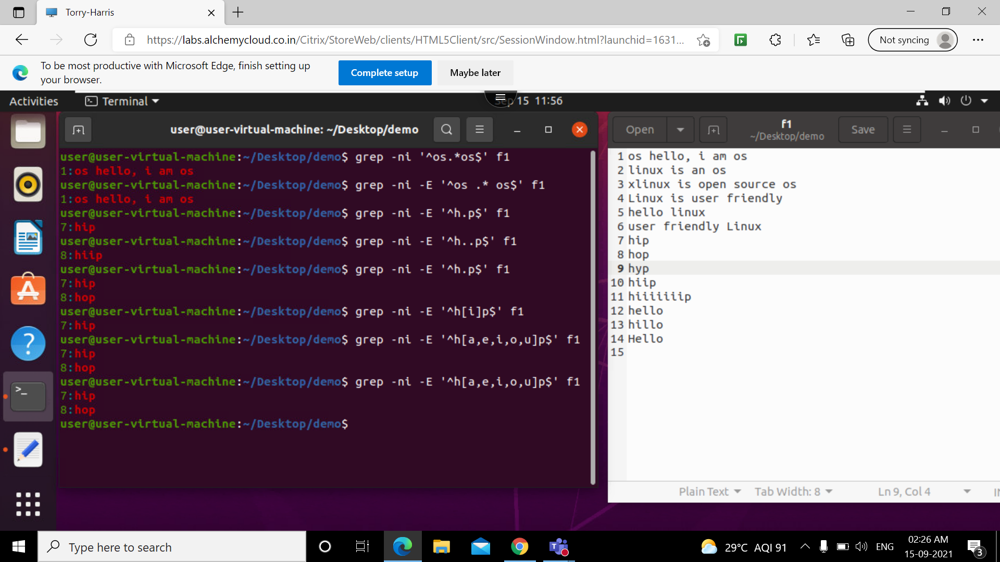 Torry-Harris
https://labs.alchemycloud.co.in/Citrix/StoreWeb/clients/HTML5Client/src/SessionWindow.html?launchid=1631...
Not syncing
To be most productive with Microsoft Edge, finish setting up
your browser.
Complete setup
Maybe later
Activities
Terminal
Sep 15 11:56
user@user-virtual-machine: ~/Desktop/demo
user@user-virtual-machine:~/Desktop/demo$ grep -ni '^os.*os$' f1
1:os hello, i am os
user@user-virtual-machine:~/Desktop/demo$ grep -ni -E '^os .* os$' f1
1:os hello, i am os
user@user-virtual-machine:~/Desktop/demo$ grep -ni -E '^h.p$' f1
7:hip
user@user-virtual-machine:~/Desktop/demo$ grep -ni -E '^h..p$' f1
8:hiip
user@user-virtual-machine:~/Desktop/demo$ grep -ni -E '^h.p$' f1
7:hip
8:hop
user@user-virtual-machine:~/Desktop/demo$ grep -ni -E '^h[i]p$' f1
7:hip
user@user-virtual-machine:~/Desktop/demo$ grep -ni -E '^h[a,e,i,o,u]p$' f1
7:hip
8:hop
user@user-virtual-machine:~/Desktop/demo$ grep -ni -E '^h[a,e,i,o,u]p$' f1
7:hip
8:hop
user@user-virtual-machine:~/Desktop/demo$
Open
f1
~/Desktop/demo
Save
1 os hello, i am os
2 linux is an os
3 xlinux is open source os
4 Linux is user friendly
5 hello linux
6 user friendly Linux
7 hip
8 hop
9 hyp
10 hiip
11 hiiiiiiip
12 hello
13 hillo
14 Hello
15
Plain Text
Tab Width: 8
Ln 9, Col 4
Type here to search
29°C AQI 91
ENG
02:26 AM
15-09-2021
3